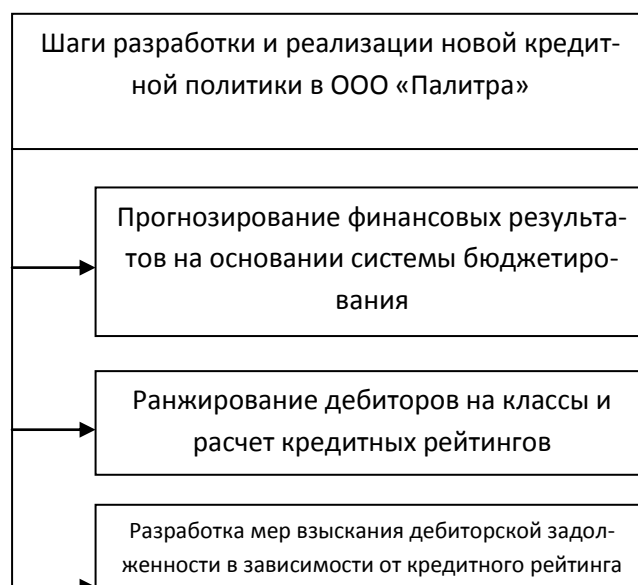 Шаги разработки и реализации новой кредит-
ной политики в ООО «Палитра»
Прогнозирование финансовых результа-
тов на основании системы бюджетиро-
вания
Ранжирование дебиторов на классы и
расчет кредитных рейтингов
Разработка мер взыскания дебиторской задол-
женности в зависимости от кредитного рейтинга